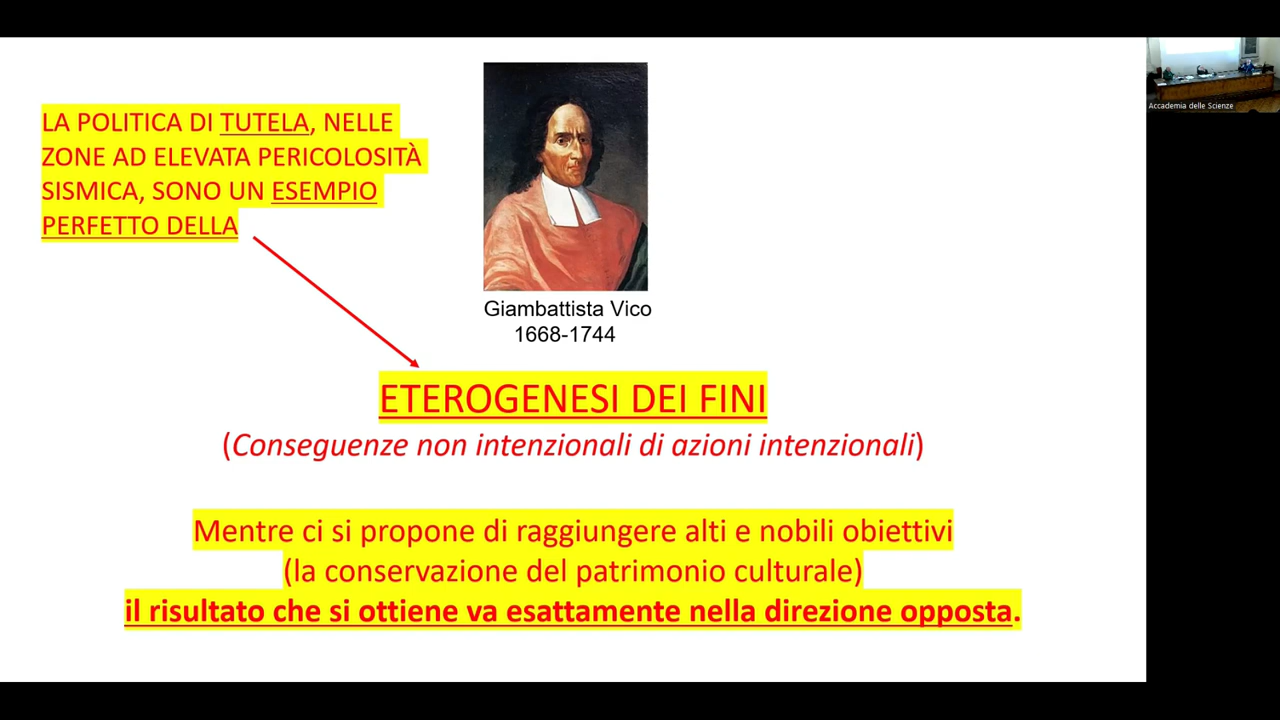 LA POLITICA DI TUTELA, NELLE
ZONE AD ELEVATA PERICOLOSITÀ
SISMICA, SONO UN ESEMPIO
PERFETTO DELLA
Giambattista Vico
1668-1744
ETEROGENESI DEI FINI
(Conseguenze non intenzionali di azioni intenzionali)
Mentre ci si propone di raggiungere alti e nobili obiettivi
(la conservazione del patrimonio culturale)
il risultato che si ottiene va esattamente nella direzione opposta.
Accademia delle Scienze